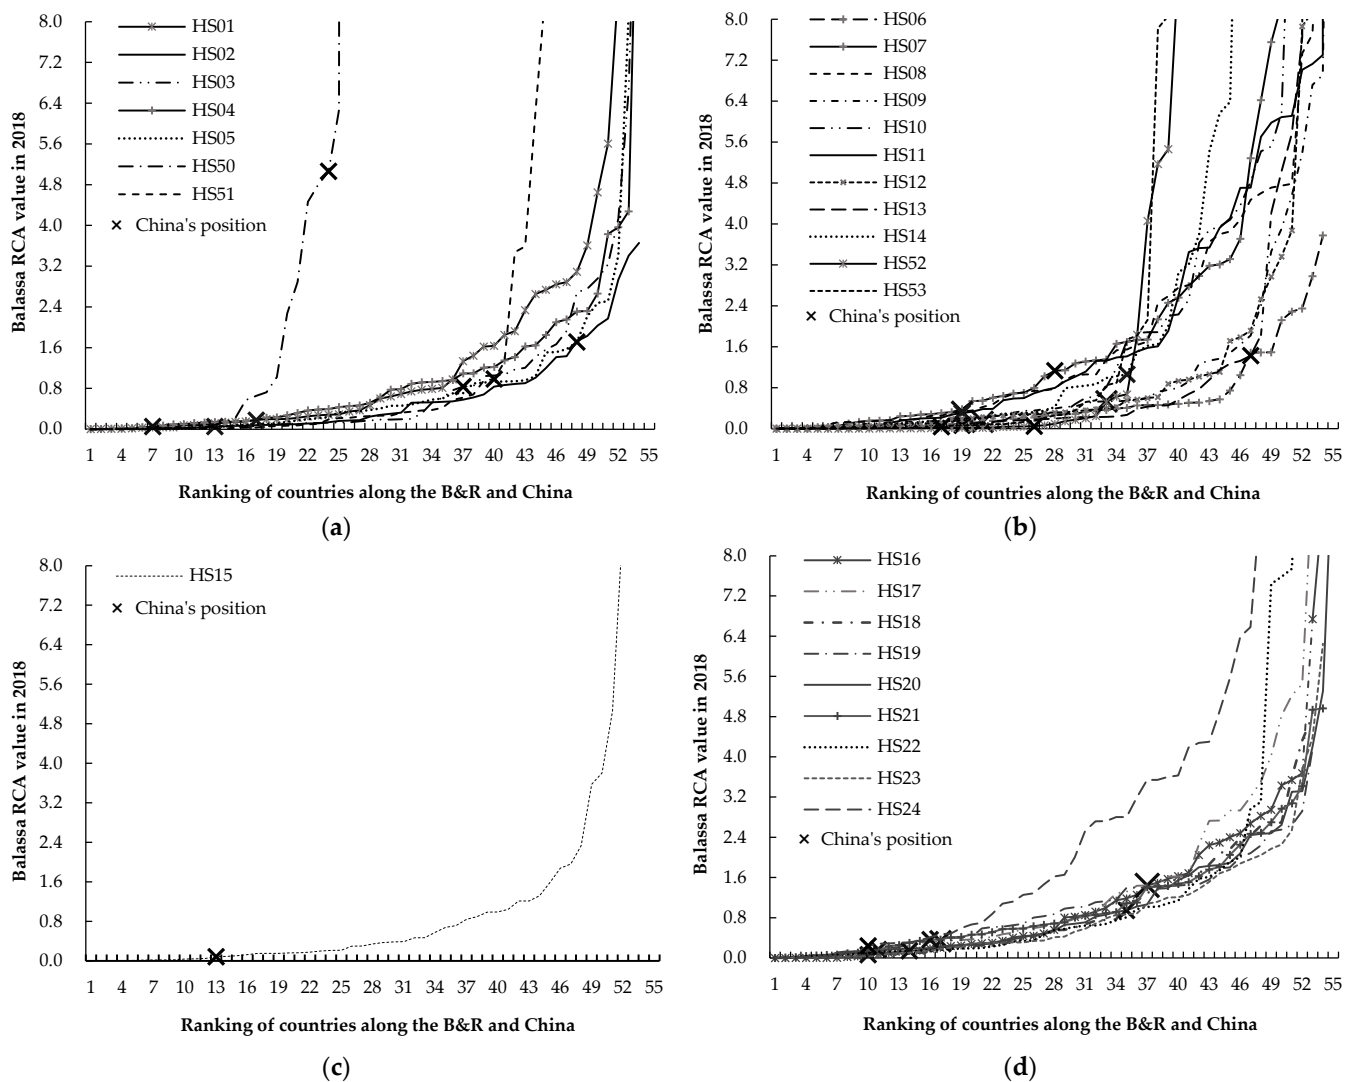 8.0
7.2
6.4
5.6
4.8
4.0
3.2
2.4
1.6
0.8
0.0
Balassa RCA value in 2018
HS01
HS02
HS03
HS04
HS05
HS50
HS51
China's position
1 4 7 10 13 16 19 22 25 28 31 34 37 40 43 46 49 52 55
Ranking of countries along the B&R and China
(a)
8.0
7.2
6.4
5.6
4.8
4.0
3.2
2.4
1.6
0.8
0.0
Balassa RCA value in 2018
HS06
HS07
HS08
HS09
HS10
HS11
HS12
HS13
HS14
HS52
HS53
China's position
1 4 7 10 13 16 19 22 25 28 31 34 37 40 43 46 49 52 55
Ranking of countries along the B&R and China
(b)
8.0
7.2
6.4
5.6
4.8
4.0
3.2
2.4
1.6
0.8
0.0
Balassa RCA value in 2018
HS15
China's position
1 4 7 10 13 16 19 22 25 28 31 34 37 40 43 46 49 52 55
Ranking of countries along the B&R and China
(c)
8.0
7.2
6.4
5.6
4.8
4.0
3.2
2.4
1.6
0.8
0.0
Balassa RCA value in 2018
HS16
HS17
HS18
HS19
HS20
HS21
HS22
HS23
HS24
China's position
1 4 7 10 13 16 19 22 25 28 31 34 37 40 43 46 49 52 55
Ranking of countries along the B&R and China
(d)